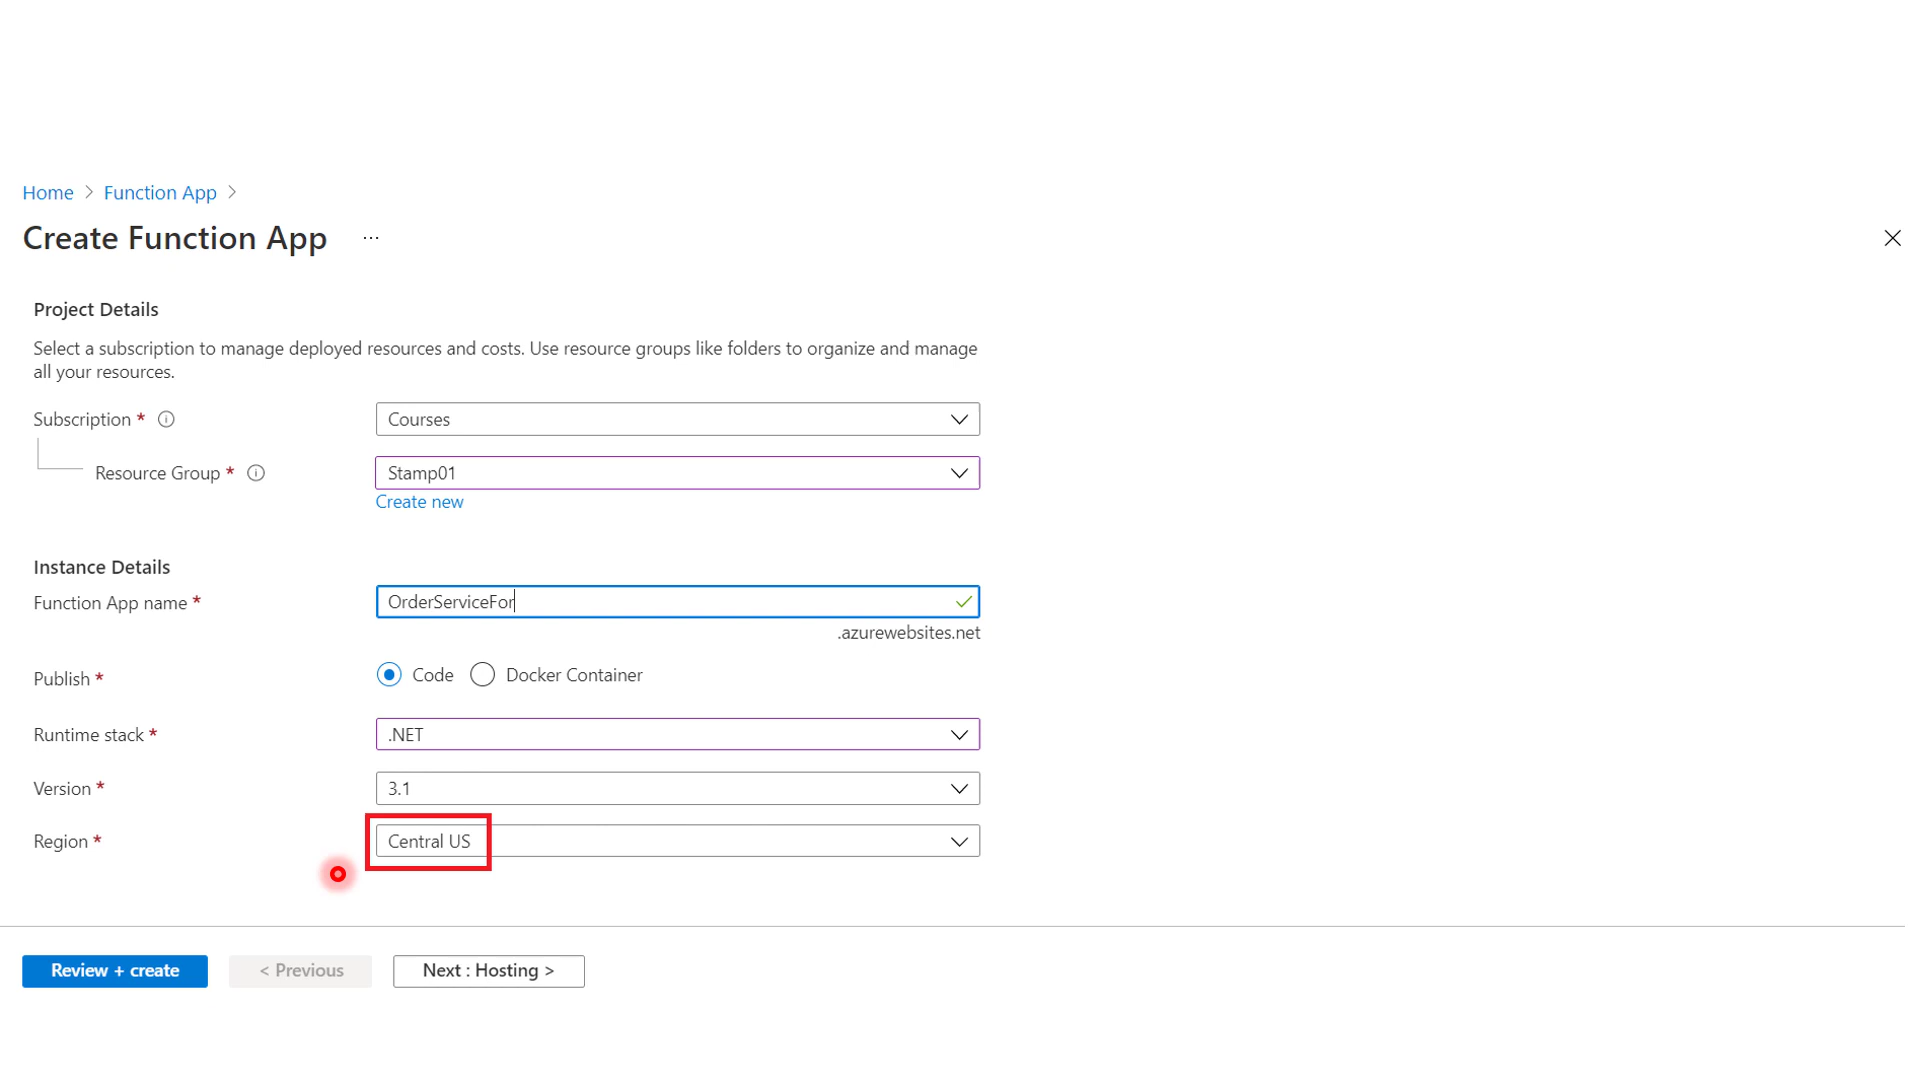 Home > Function App >
Create Function App ...
Project Details
Select a subscription to manage deployed resources and costs. Use resource groups like folders to organize and manage
all your resources.
Subscription * Courses
Resource Group * Stamp01
Create new
Instance Details
Function App name * OrderServiceFor
.azurewebsites.net
Publish * Code Docker Container
Runtime stack * .NET
Version * 3.1
Region * Central US
Review + create < Previous Next : Hosting >